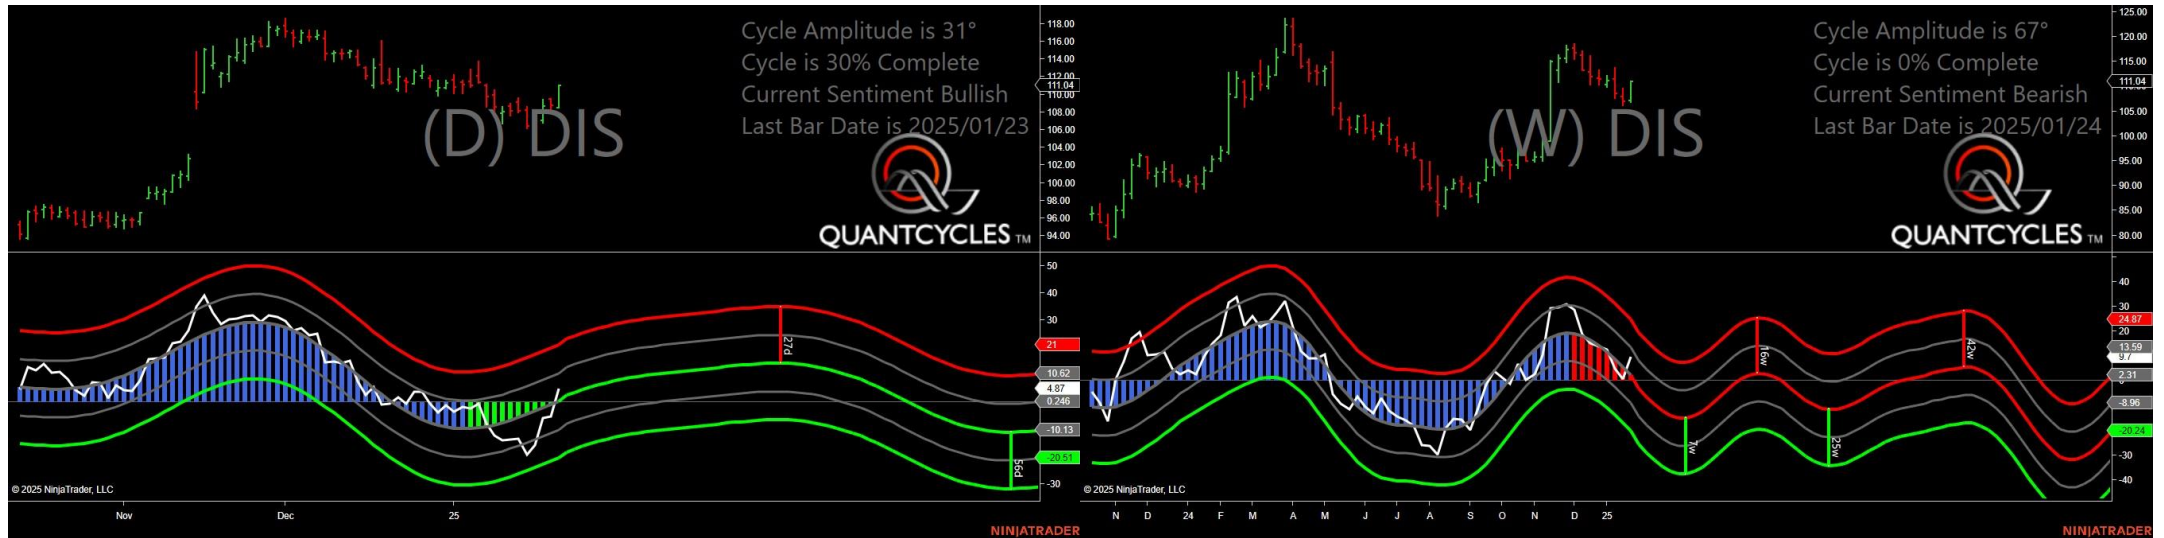 Cycle Amplitude is 31°
Cycle is 30% Complete
Current Sentiment Bullish
Last Bar Date is 2025/01/23
(D) DIS
QUANTCYCLES TM
118.00
116.00
114.00
112.00
111.04
110.00
108.00
106.00
104.00
102.00
100.00
98.00
96.00
94.00
50
40
30
21
10.62
4.87
0.246
-10.13
-20.51
-30
27d
56d
© 2025 NinjaTrader, LLC
Nov
Dec
25
NINJATRADER
Cycle Amplitude is 67°
Cycle is 0% Complete
Current Sentiment Bearish
Last Bar Date is 2025/01/24
(W) DIS
QUANTCYCLES TM
125.00
120.00
115.00
111.04
105.00
100.00
95.00
90.00
85.00
80.00
40
30
24.87
20
13.59
9.7
2.31
-8.96
-20.24
-30
-40
7w
16w
25w
42w
© 2025 NinjaTrader, LLC
N
D
24
F
M
A
M
J
J
A
S
O
N
D
25
NINJATRADER